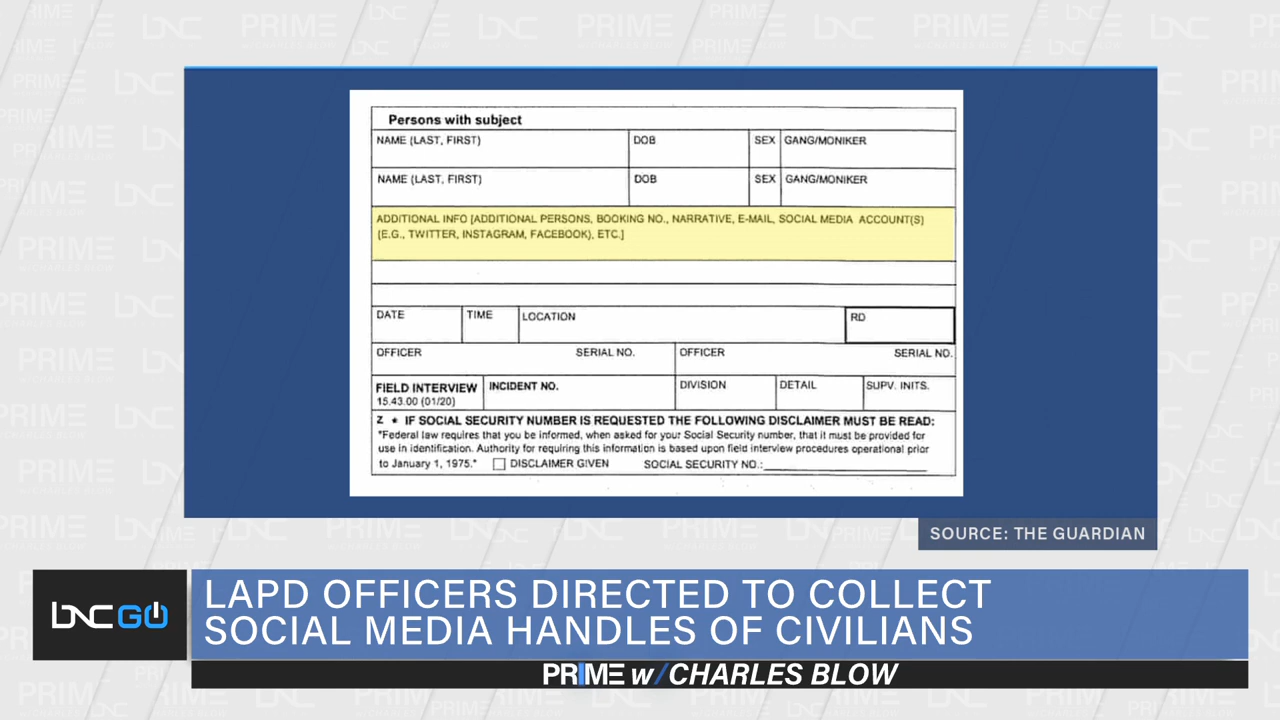 Persons with subject
NAME (LAST, FIRST) DOB SEX GANG/MONIKER
NAME (LAST, FIRST) DOB SEX GANG/MONIKER
ADDITIONAL INFO [ADDITIONAL PERSONS, BOOKING NO., NARRATIVE, E-MAIL, SOCIAL MEDIA ACCOUNT(S)
(E.G., TWITTER, INSTAGRAM, FACEBOOK), ETC.]
DATE TIME LOCATION RD
OFFICER SERIAL NO. OFFICER SERIAL NO.
FIELD INTERVIEW INCIDENT NO. DIVISION DETAIL SUPV. INITS.
15.43.00 (01/20)
Z * IF SOCIAL SECURITY NUMBER IS REQUESTED THE FOLLOWING DISCLAIMER MUST BE READ:
"Federal law requires that you be informed, when asked for your Social Security number, that it must be provided for
use in identification. Authority for requiring this information is based upon field interview procedures operational prior
to January 1, 1975." DISCLAIMER GIVEN SOCIAL SECURITY NO.:
SOURCE: THE GUARDIAN
BNC GO
LAPD OFFICERS DIRECTED TO COLLECT
SOCIAL MEDIA HANDLES OF CIVILIANS
PRIME w/CHARLES BLOW